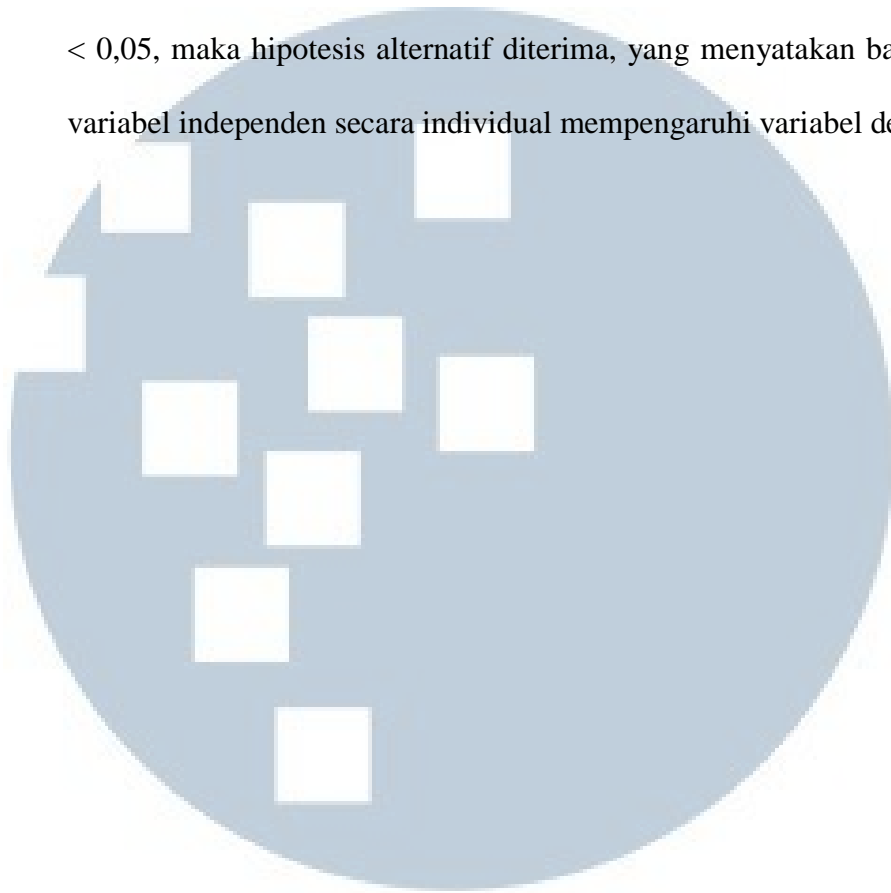 < 0,05, maka hipotesis alternatif diterima, yang menyatakan
variabel independen secara individual mempengaruhi variabel